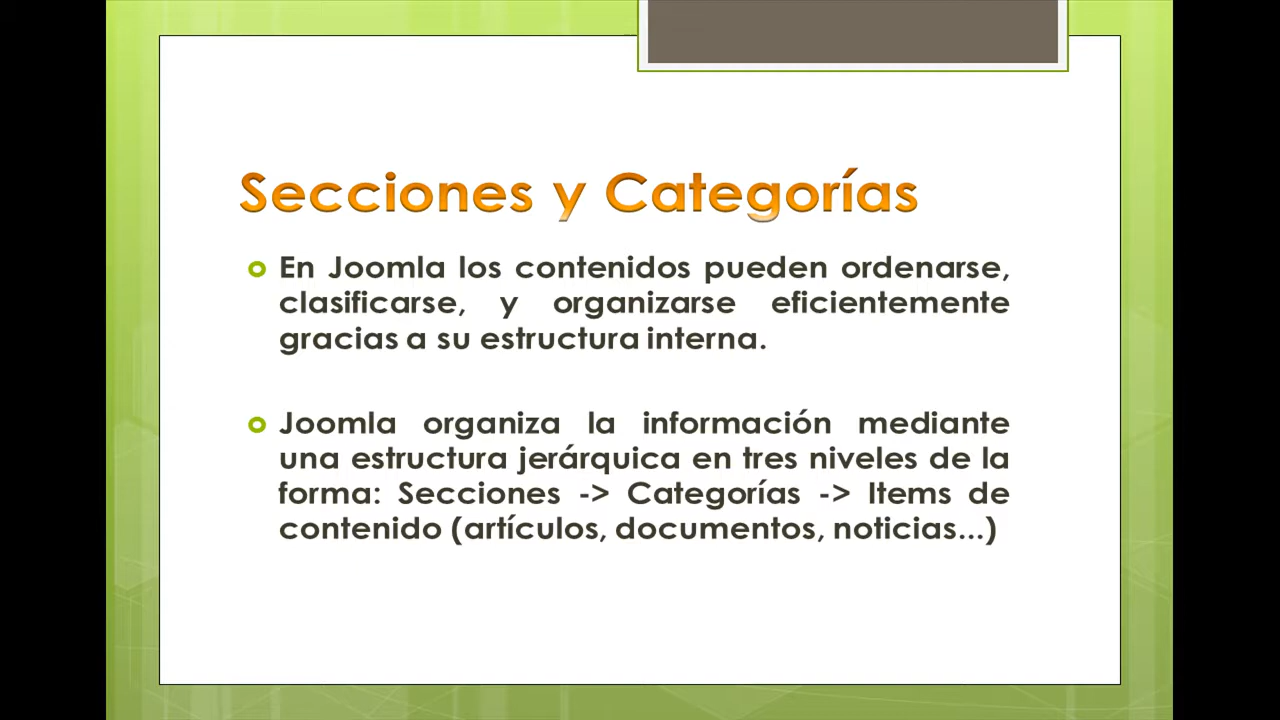 Secciones y Categorías
En Joomla los contenidos pueden ordenarse,
clasificarse, y organizarse eficientemente
gracias a su estructura interna.
Joomla organiza la información mediante
una estructura jerárquica en tres niveles de la
forma: Secciones -> Categorías -> Items de
contenido (artículos, documentos, noticias...)